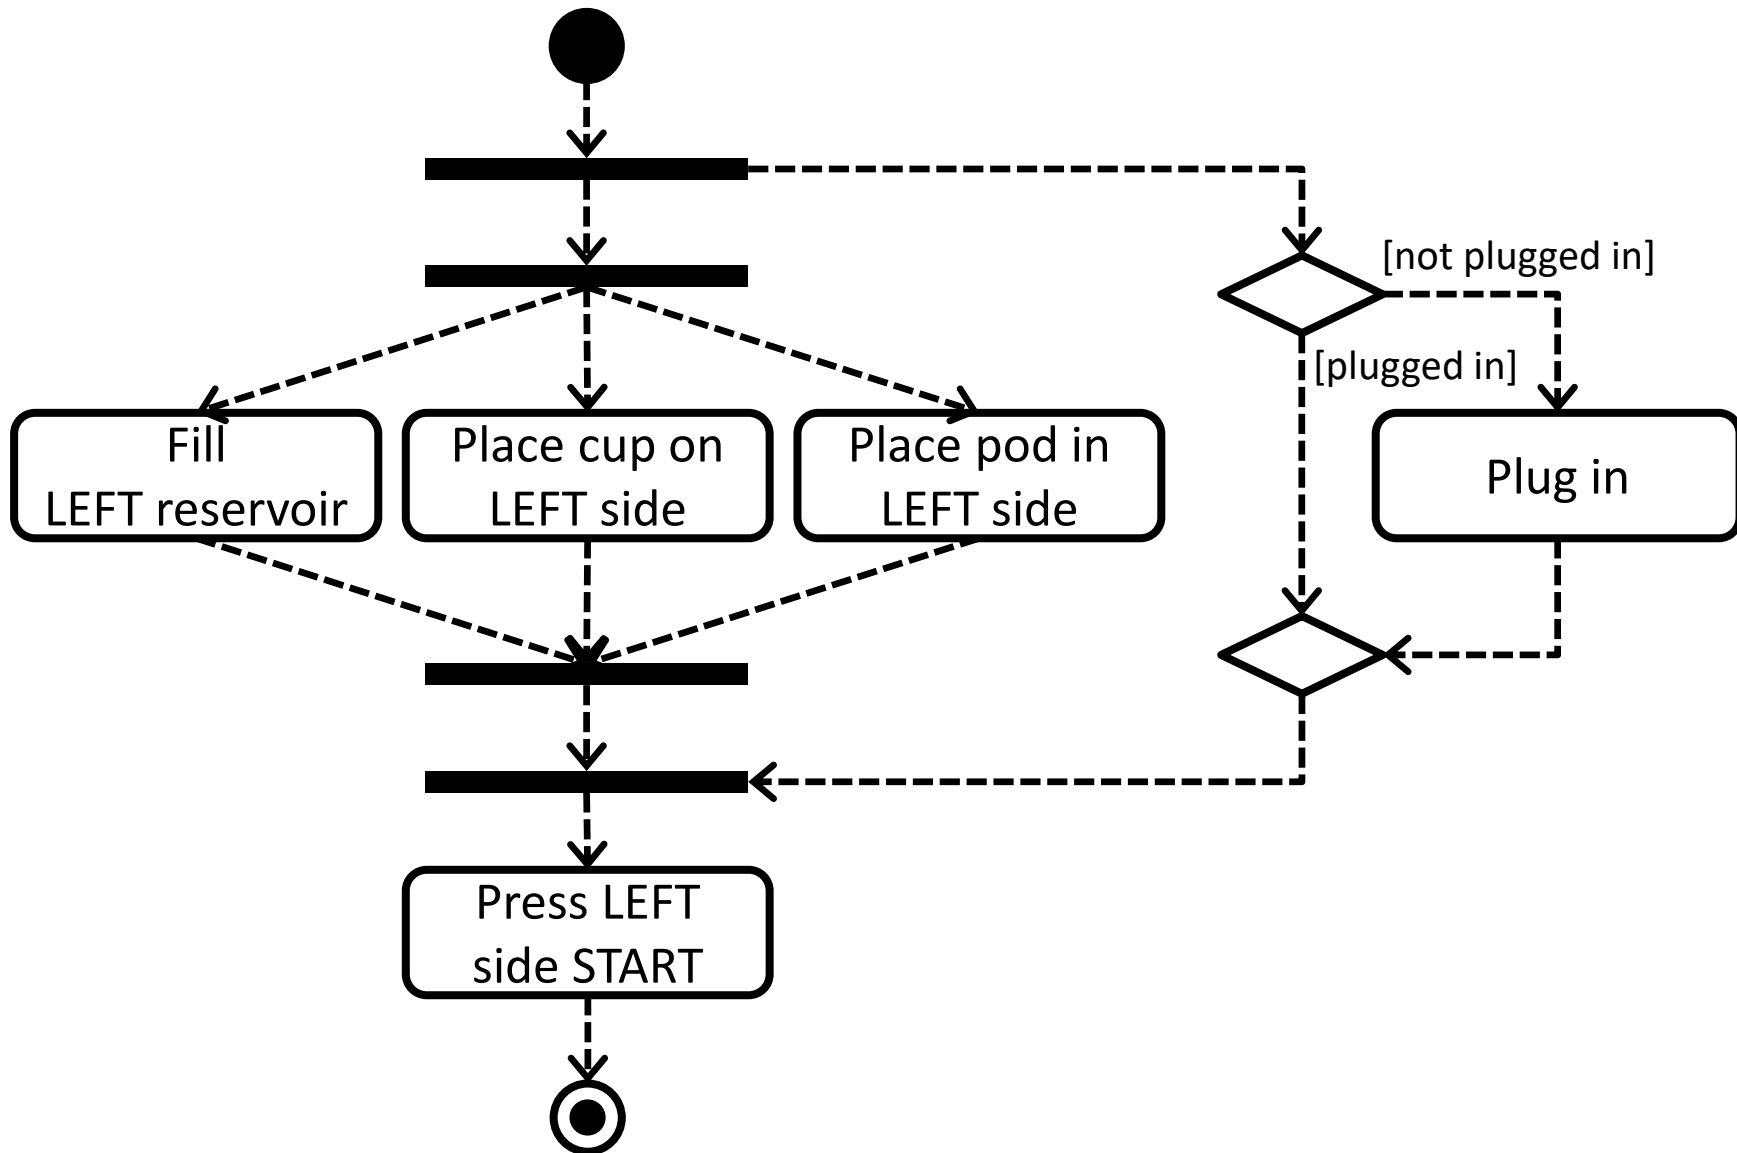 [not plugged in]
[plugged in]
Fill
LEFT reservoir
Place cup on
LEFT side
Place pod in
LEFT side
Plug in
Press LEFT
side START